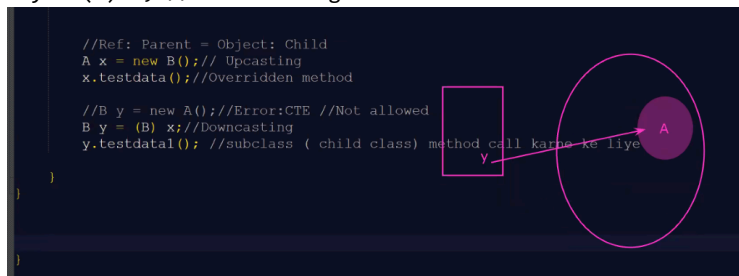 //Ref: Parent = Object: Child
A x = new B();// Upcasting
x.testdata();//Overridden method
//B y = new A();//Error:CTE //Not allowed
B y = (B) x;//Downcasting
y.testdata1(); //subclass ( child class) method call karne ke liye
A
y
}
}
}